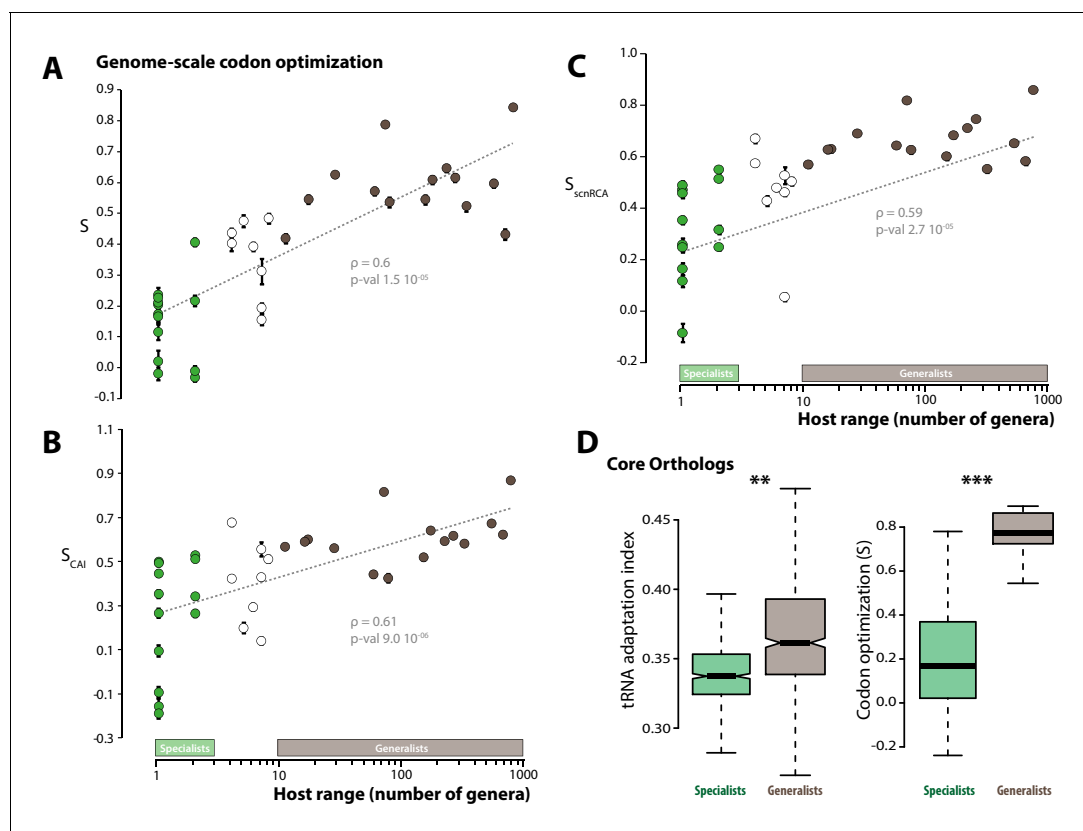 A
Genome-scale codon optimization
0.9
0.8
0.7
0.6
0.5
0.4
0.3
0.2
0.1
0.0
-0.1
S
ρ = 0.6
p-val 1.5 10-05
B
1.1
0.9
0.7
0.5
0.3
0.1
-0.1
-0.3
SCAI
ρ = 0.61
p-val 9.0 10-06
Specialists
Generalists
1
10
100
1000
Host range (number of genera)
C
1.0
0.8
0.6
0.4
0.2
0.0
-0.2
SscnRCA
ρ = 0.59
p-val 2.7 10-05
Specialists
Generalists
1
10
100
1000
Host range (number of genera)
D
Core Orthologs
**
0.45
0.40
0.35
0.30
tRNA adaptation index
Specialists
Generalists
***
0.8
0.6
0.4
0.2
-0.2
Codon optimization (S)
Specialists
Generalists